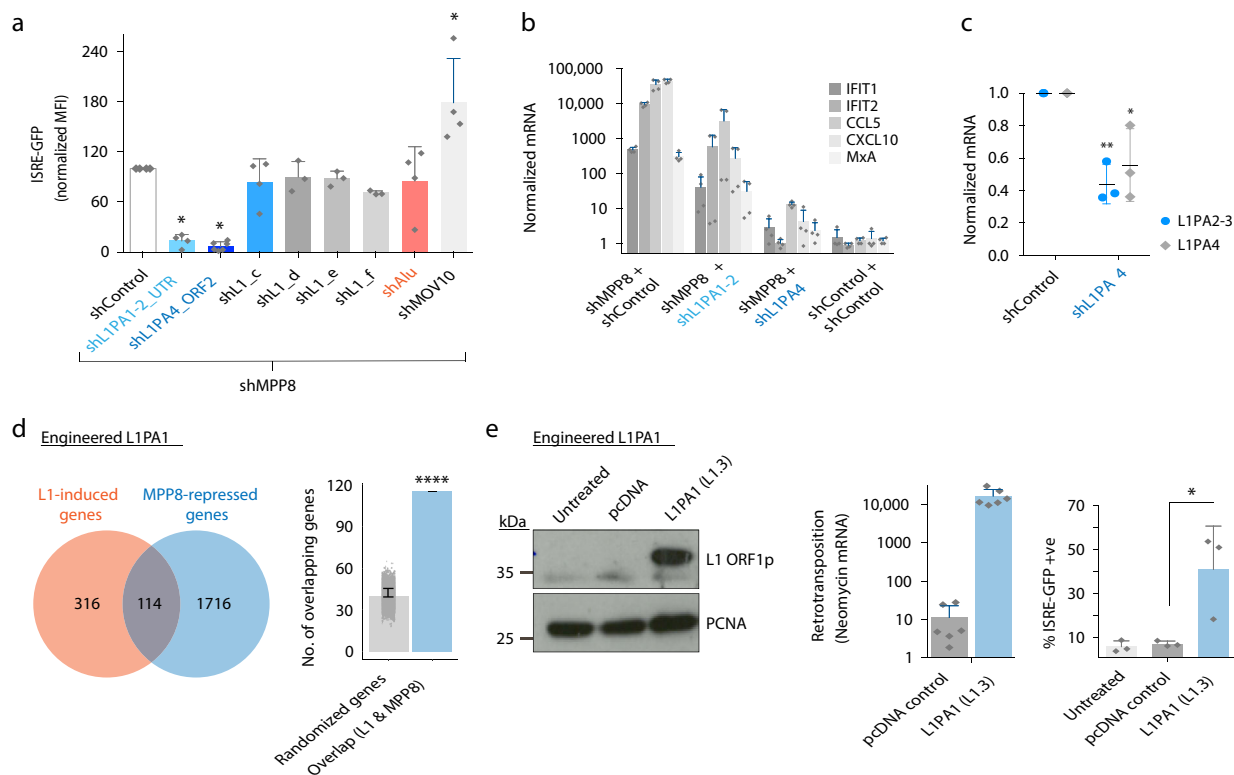 a
ISRE-GFP
(normalized MFI)
240
180
120
60
0
*
*
*
shControl
shL1PA1-2_UTR
shL1PA4_ORF2
shL1_c
shL1_d
shL1_e
shL1_f
shAlu
shMOV10
shMPP8
b
Normalized mRNA
100,000
10,000
1000
100
10
1
IFIT1
IFIT2
CCL5
CXCL10
MxA
shMPP8 +
shControl
shMPP8 +
shL1PA1-2
shMPP8 +
shL1PA4
shControl +
shControl
c
Normalized mRNA
1.0
0.8
0.6
0.4
0.2
0
**
*
L1PA2-3
L1PA4
shControl
shL1PA 4
d
Engineered L1PA1
L1-induced
genes
MPP8-repressed
genes
316
114
1716
No. of overlapping genes
120
90
60
30
0
****
Randomized genes
Overlap (L1 & MPP8)
e
Engineered L1PA1
kDa
Untreated
pcDNA
L1PA1 (L1.3)
35
L1 ORF1p
25
PCNA
Retrotransposition
(Neomycin mRNA)
10,000
1000
100
10
1
pcDNA control
L1PA1 (L1.3)
% ISRE-GFP +ve
70
50
30
10
*
Untreated
pcDNA control
L1PA1 (L1.3)